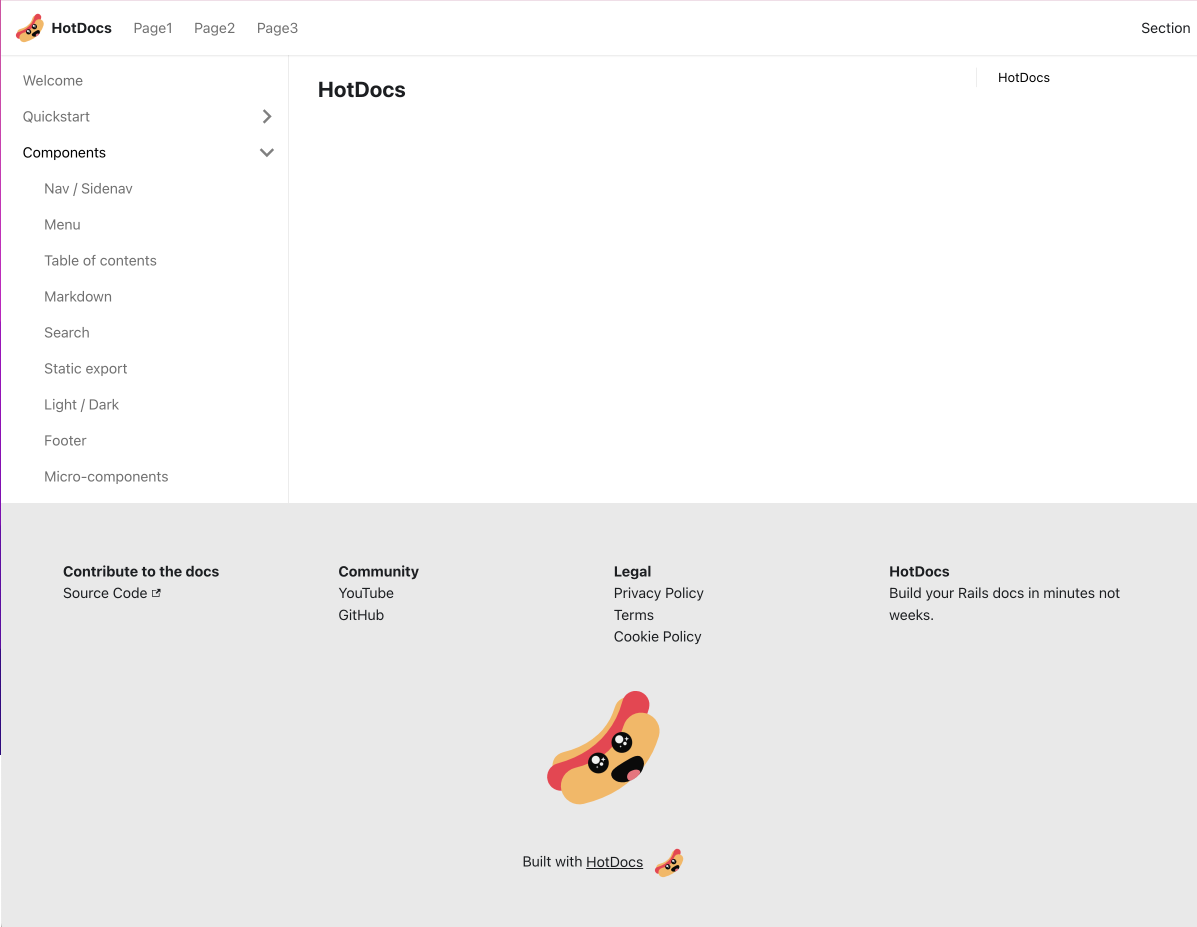 HotDocs Page1 Page2 Page3 Section
Welcome
Quickstart
Components
Nav / Sidenav
Menu
Table of contents
Markdown
Search
Static export
Light / Dark
Footer
Micro-components
HotDocs
HotDocs
Contribute to the docs
Source Code
Community
YouTube
GitHub
Legal
Privacy Policy
Terms
Cookie Policy
HotDocs
Build your Rails docs in minutes not
weeks.
Built with HotDocs